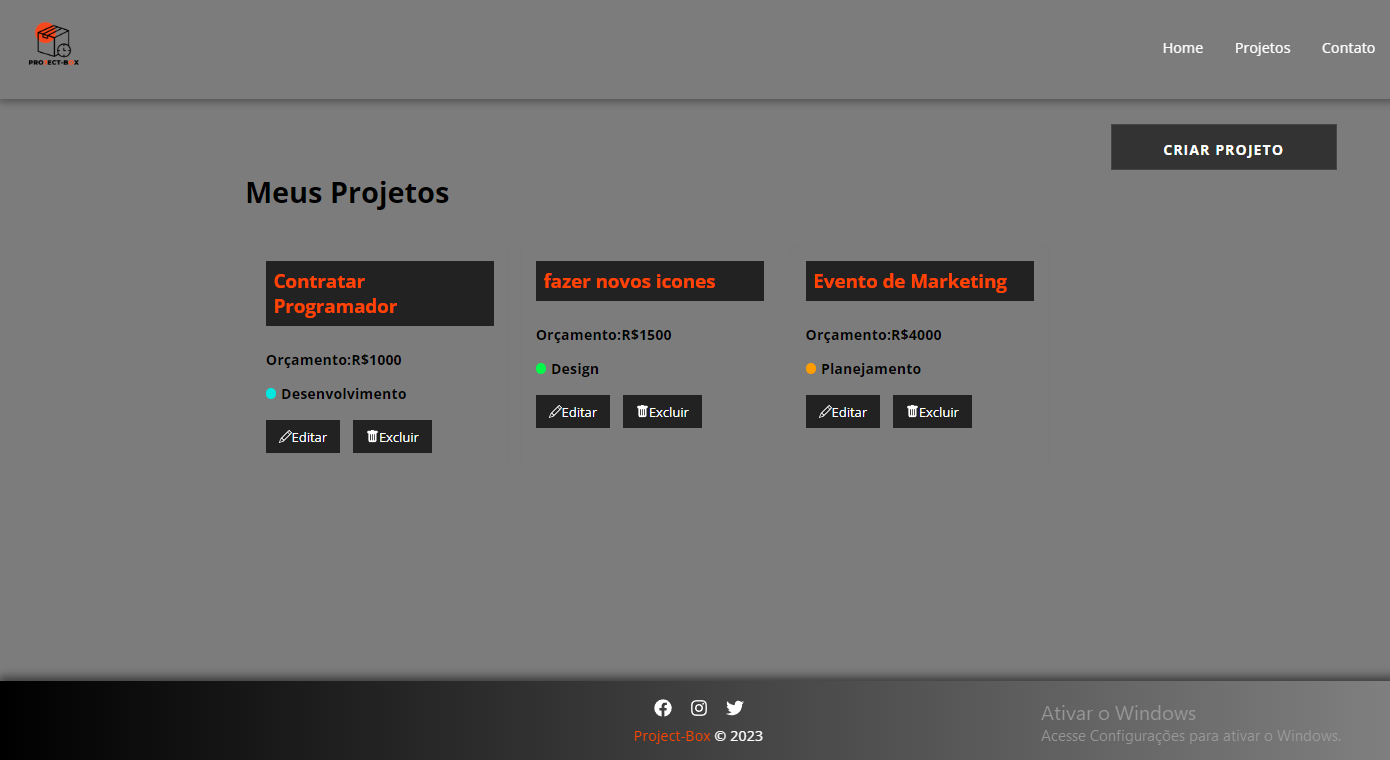 PROJECT-BOX
Home Projetos Contato
CRIAR PROJETO
Meus Projetos
Contratar
Programador
Orçamento:R$1000
Desenvolvimento
Editar Excluir
fazer novos icones
Orçamento:R$1500
Design
Editar Excluir
Evento de Marketing
Orçamento:R$4000
Planejamento
Editar Excluir
Project-Box © 2023
Ativar o Windows
Acesse Configurações para ativar o Windows.